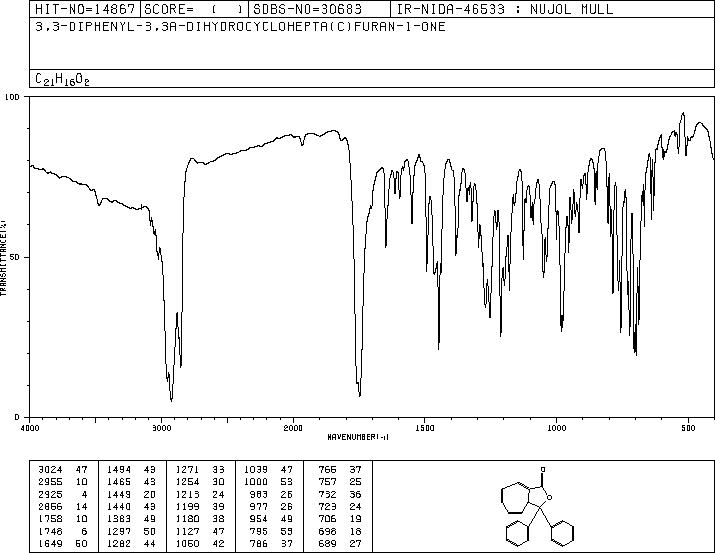 HIT-NO=14867 SCORE= ( ) SDBS-NO=30683 IR-NIDA-46533 : NUJOL MULL
3,3-DIPHENYL-3,3A-DIHYDROCYCLOHEPTA(C)FURAN-1-ONE
C21H16O2
100
50
0
TRANSMITTANCE(%)
4000 3000 2000 1500 1000 500
WAVENUMBER(-1)
3024 47 1494 43 1271 33 1039 47 766 37
2955 10 1465 43 1254 30 1000 53 757 25
2925 4 1449 20 1213 24 983 26 732 36
2856 14 1440 43 1199 39 977 26 723 24
1758 10 1383 49 1180 38 954 49 706 19
1748 6 1297 50 1127 47 795 59 698 18
1649 60 1282 44 1050 42 786 37 689 27
O
O